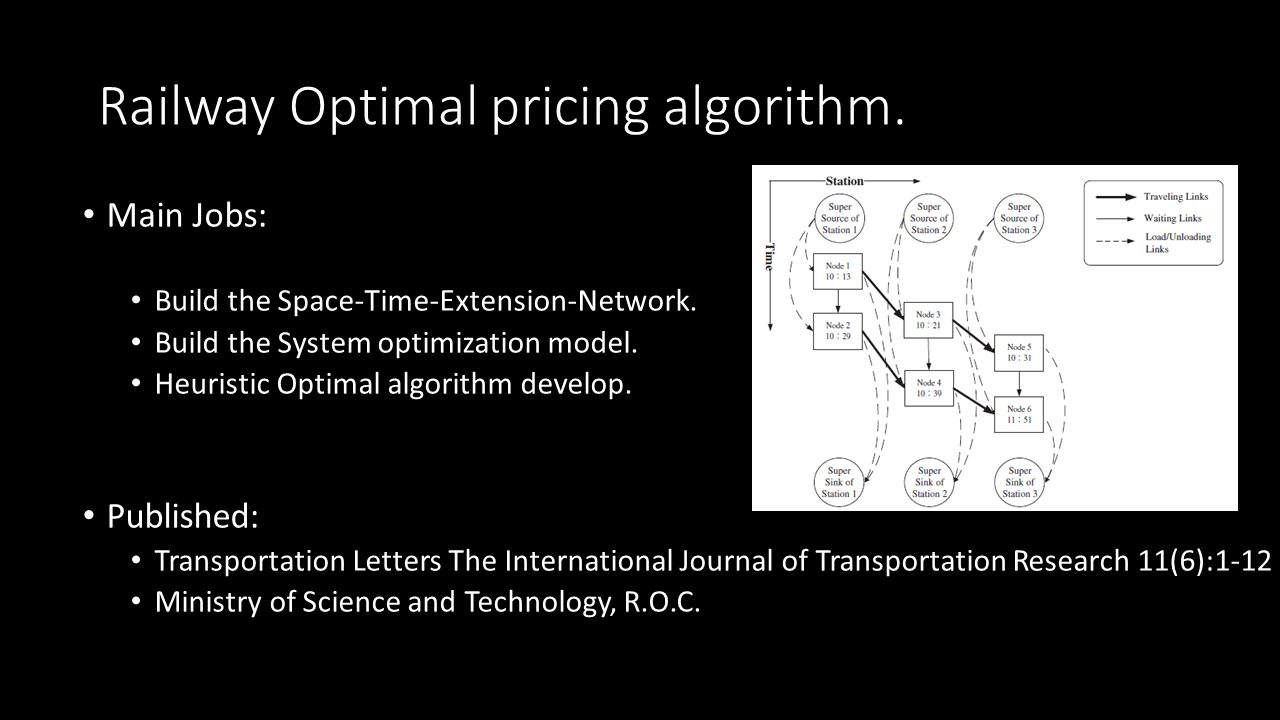 Railway Optimal pricing algorithm.
• Main Jobs:
• Build the Space-Time-Extension-Network.
• Build the System optimization model.
• Heuristic Optimal algorithm develop.
• Published:
• Transportation Letters The International Journal of Transportation Research 11(6):1-12
• Ministry of Science and Technology, R.O.C.
Station
Time
Super
Source of
Station 1
Super
Source of
Station 2
Super
Source of
Station 3
Traveling Links
Waiting Links
Load/Unloading
Links
Node 1
10：13
Node 2
10：29
Node 3
10：21
Node 4
10：39
Node 5
10：31
Node 6
11：51
Super
Sink of
Station 1
Super
Sink of
Station 2
Super
Sink of
Station 3